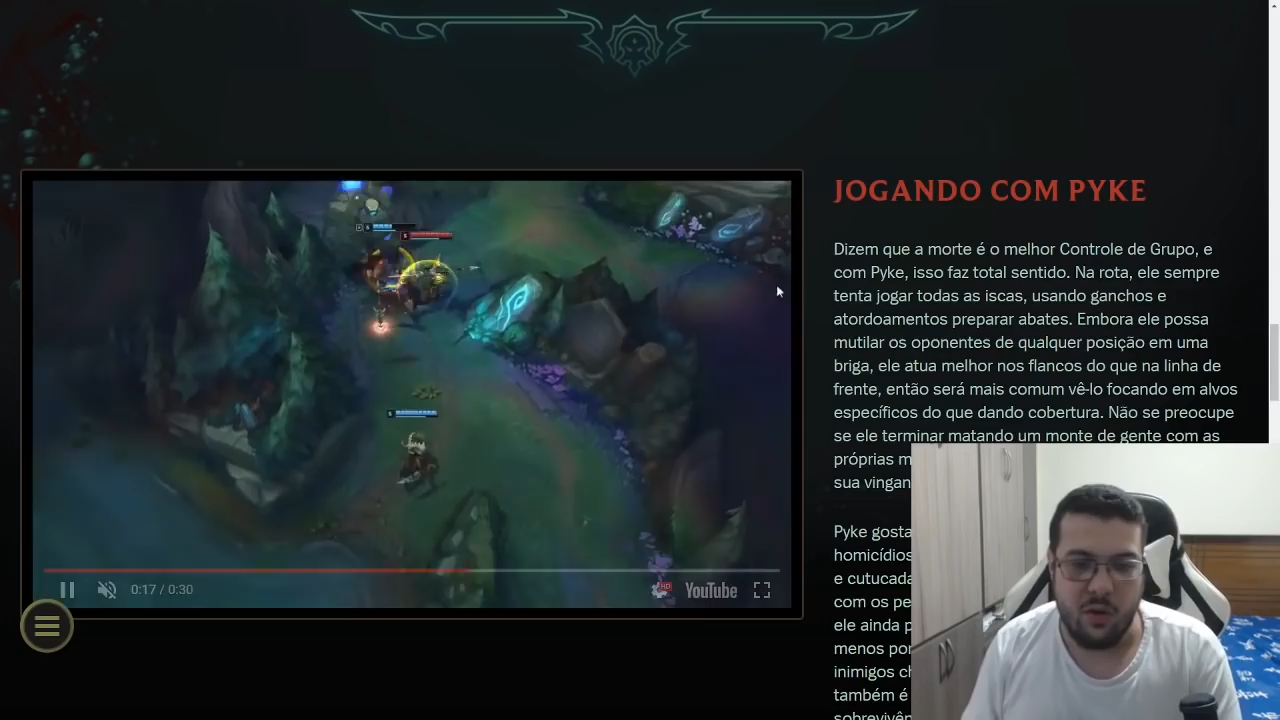 JOGANDO COM PYKE
Dizem que a morte é o melhor Controle de Grupo, e
com Pyke, isso faz total sentido. Na rota, ele sempre
tenta jogar todas as iscas, usando ganchos e
atordoamentos preparar abates. Embora ele possa
mutilar os oponentes de qualquer posição em uma
briga, ele atua melhor nos flancos do que na linha de
frente, então será mais comum vê-lo focando em alvos
específicos do que dando cobertura. Não se preocupe
se ele terminar matando um monte de gente com as
próprias m
sua vingan
Pyke gosta
homicídios
e cutucada
com os pe
ele ainda p
menos por
inimigos ch
também é
sobrevivên
0:17 / 0:30
HD
YouTube